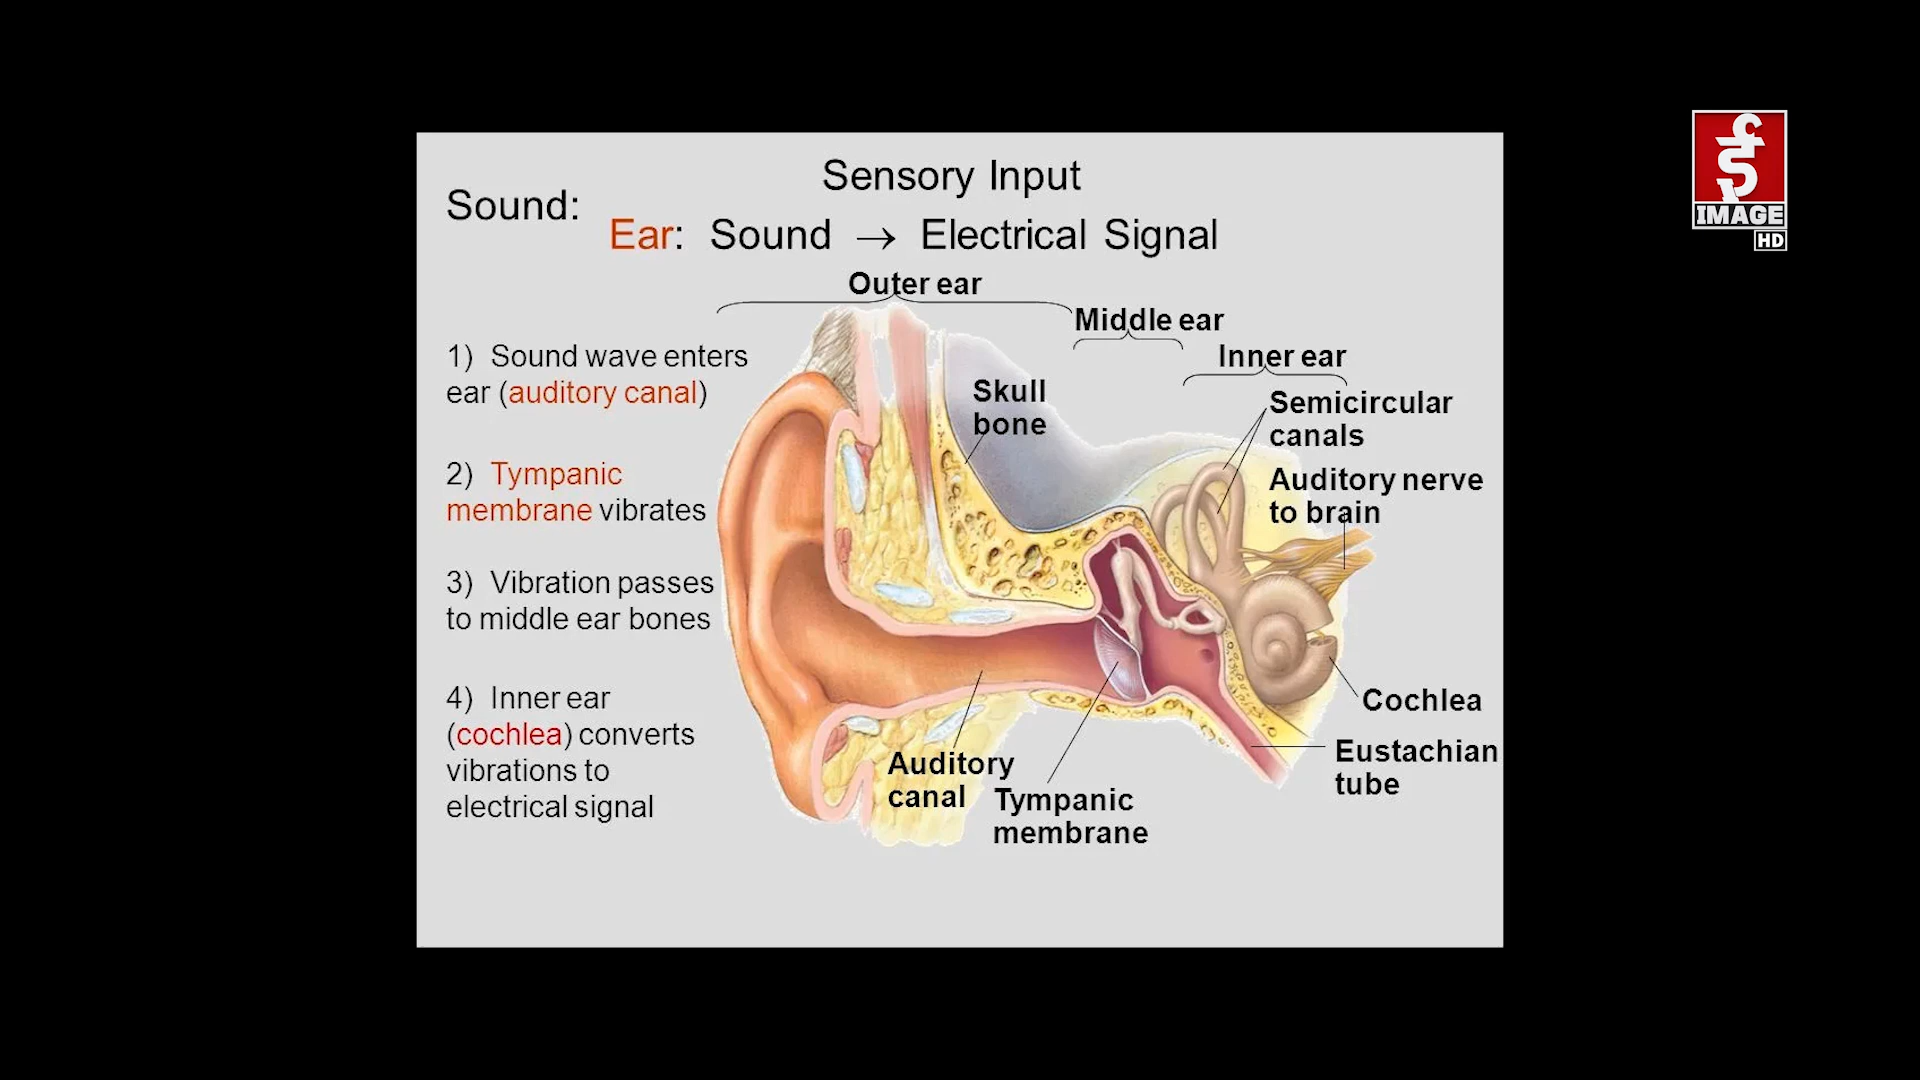 Sensory Input
Sound:
Ear: Sound → Electrical Signal
Outer ear
Middle ear
Inner ear
1) Sound wave enters
ear (auditory canal)
2) Tympanic
membrane vibrates
3) Vibration passes
to middle ear bones
4) Inner ear
(cochlea) converts
vibrations to
electrical signal
Skull
bone
Semicircular
canals
Auditory nerve
to brain
Cochlea
Eustachian
tube
Auditory
canal
Tympanic
membrane
IMAGE
HD